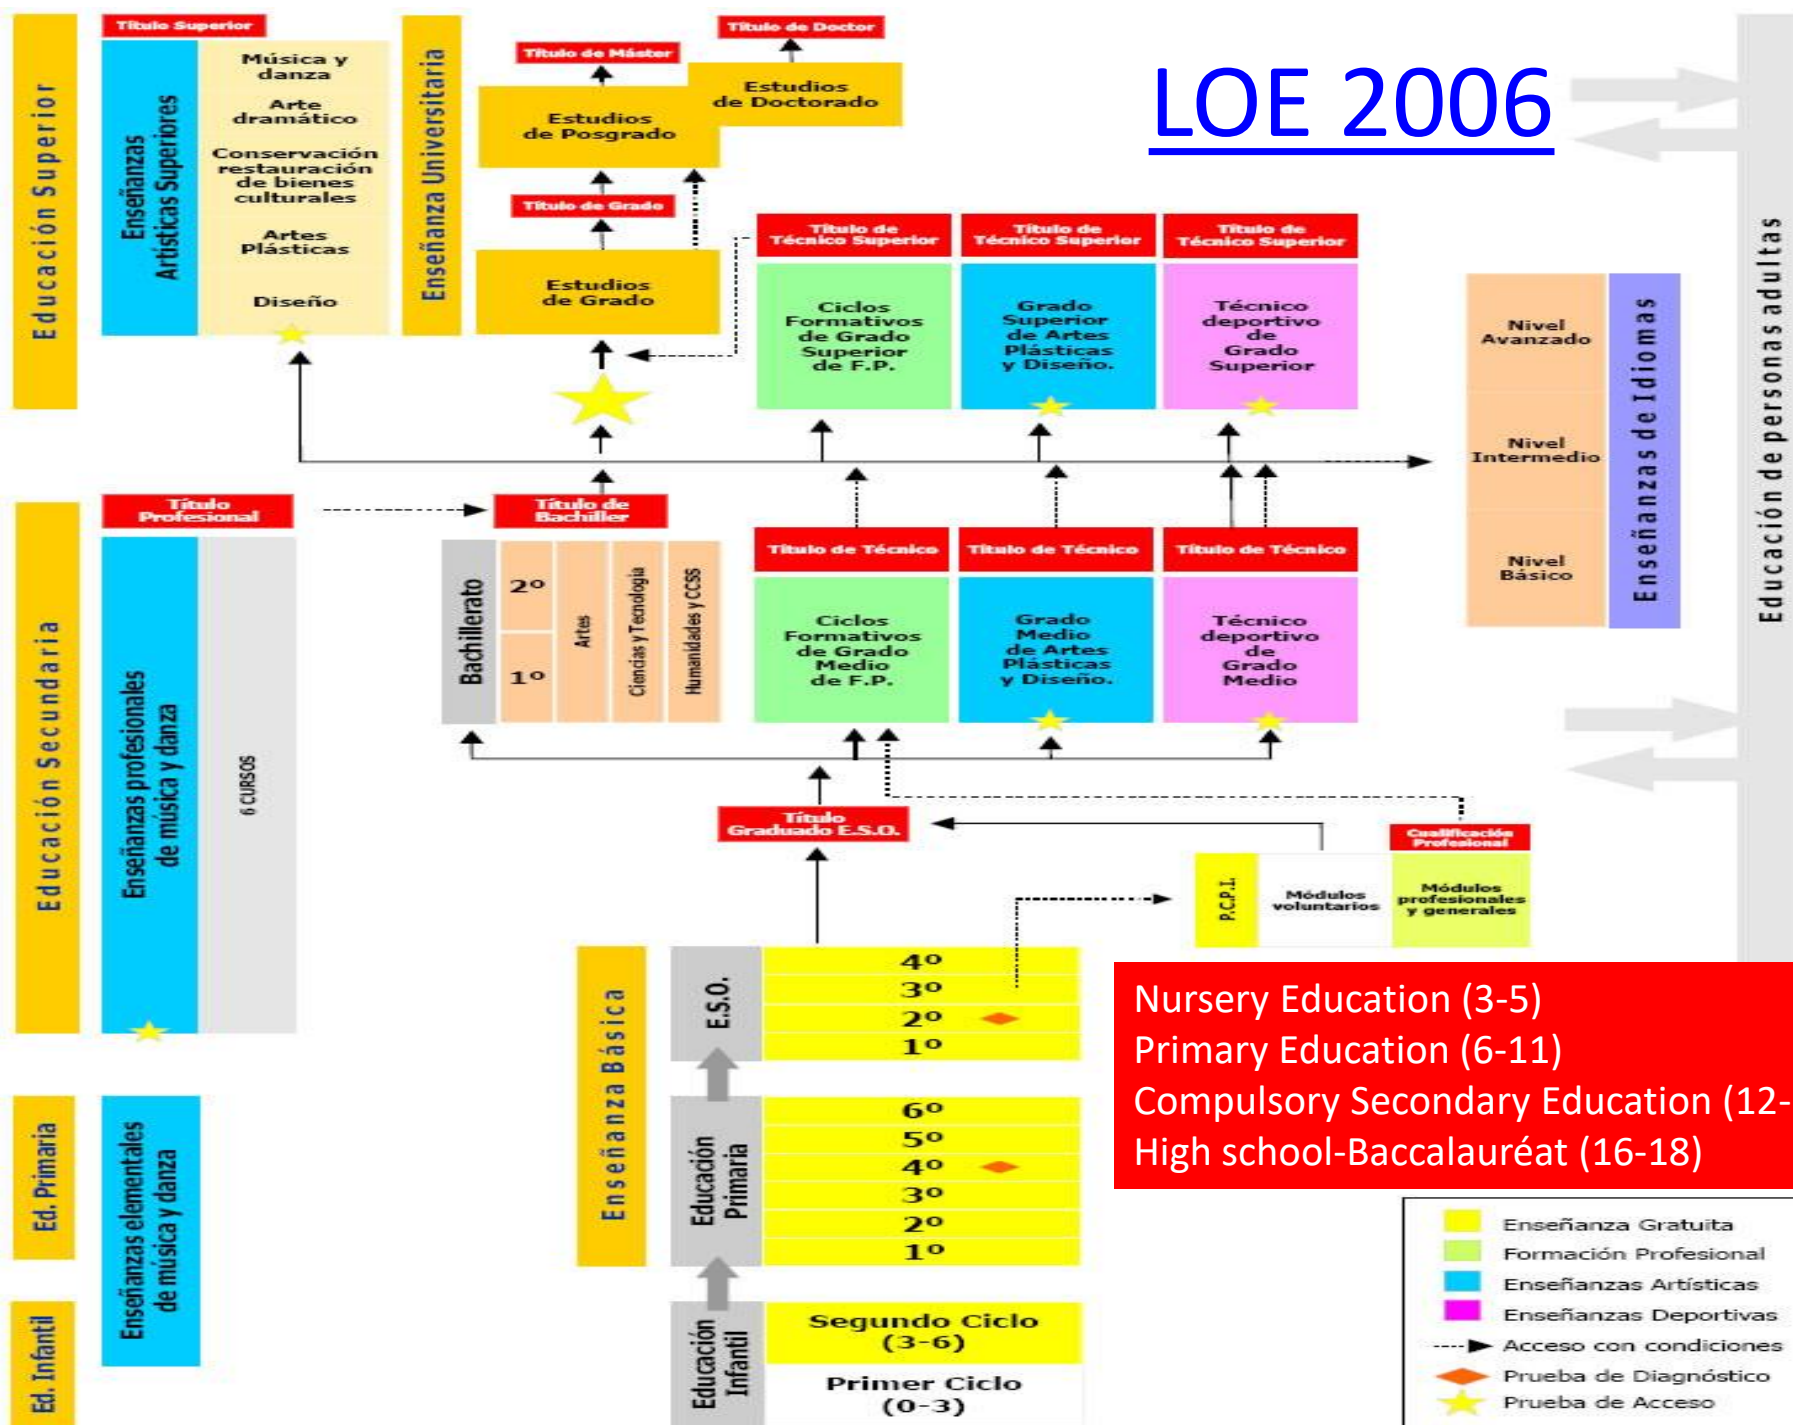 LOE 2006
Educación Superior
Título Superior
Enseñanzas
Artísticas Superiores
Música y
danza
Arte
dramático
Conservación
restauración
de bienes
culturales
Artes
Plásticas
Diseño
Enseñanza Universitaria
Título de Máster
Título de Doctor
Estudios
de Posgrado
Estudios
de Doctorado
Título de Grado
Estudios
de Grado
Título de
Técnico Superior
Título de
Técnico Superior
Título de
Técnico Superior
Ciclos
Formativos
de Grado
Superior
de F.P.
Grado
Superior
de Artes
Plásticas
y Diseño.
Técnico
deportivo
de
Grado
Superior
Nivel
Avanzado
Nivel
Intermedio
Nivel
Básico
Enseñanzas de Idiomas
Educación de personas adultas
Educación Secundaria
Título
Profesional
Enseñanzas profesionales
de música y danza
6 CURSOS
Título de
Bachiller
Bachillerato
2º
1º
Artes
Ciencias y Tecnología
Humanidades y CCSS
Título de Técnico
Título de Técnico
Título de Técnico
Ciclos
Formativos
de Grado
Medio
de F.P.
Grado
Medio
de Artes
Plásticas
y Diseño.
Técnico
deportivo
de
Grado
Medio
Título
Graduado E.S.O.
Cualificación
Profesional
P.C.P.I.
Módulos
voluntarios
Módulos
profesionales
y generales
Enseñanza Básica
E.S.O.
4º
3º
2º
1º
Educación
Primaria
6º
5º
4º
3º
2º
1º
Educación
Infantil
Segundo Ciclo
(3-6)
Primer Ciclo
(0-3)
Ed. Primaria
Ed. Infantil
Enseñanzas elementales
de música y danza
Nursery Education (3-5)
Primary Education (6-11)
Compulsory Secondary Education (12-
High school-Baccalauréat (16-18)
Enseñanza Gratuita
Formación Profesional
Enseñanzas Artísticas
Enseñanzas Deportivas
Acceso con condiciones
Prueba de Diagnóstico
Prueba de Acceso